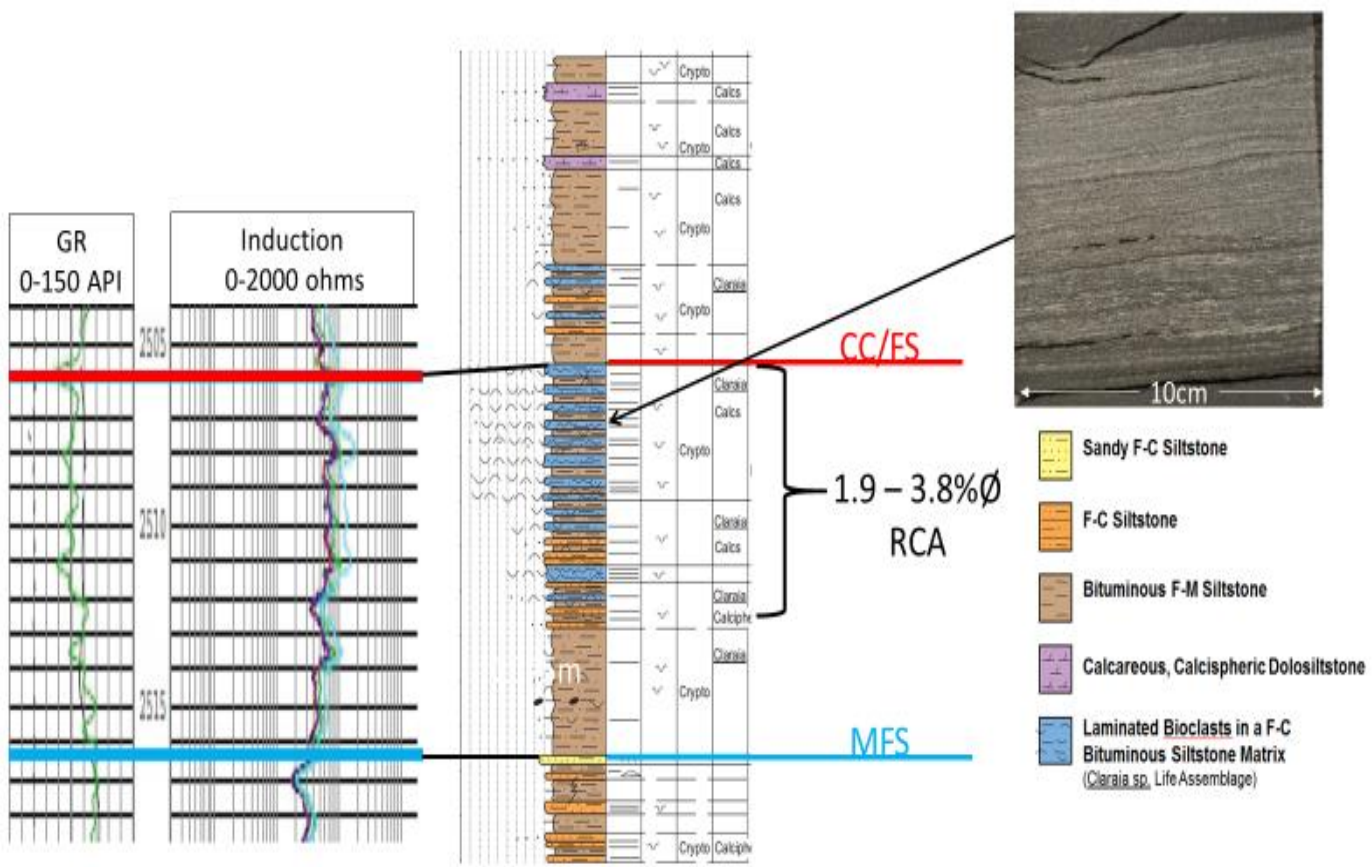 GR
0-150 API
Induction
0-2000 ohms
2505
2510
2515
Crypto
Calcs
Calcs
Crypto
Calcs
Calcs
Crypto
Claraia
Crypto
Claraia
Calcs
Crypto
Claraia
Calcs
Claraia
Calciphe
Claraia
Crypto
Crypto
Calciph
CC/FS
1.9 – 3.8%Ø
RCA
MFS
10cm
Sandy F-C Siltstone
F-C Siltstone
Bituminous F-M Siltstone
Calcareous, Calcispheric Dolosiltstone
Laminated Bioclasts in a F-C
Bituminous Siltstone Matrix
(Claraia sp. Life Assemblage)